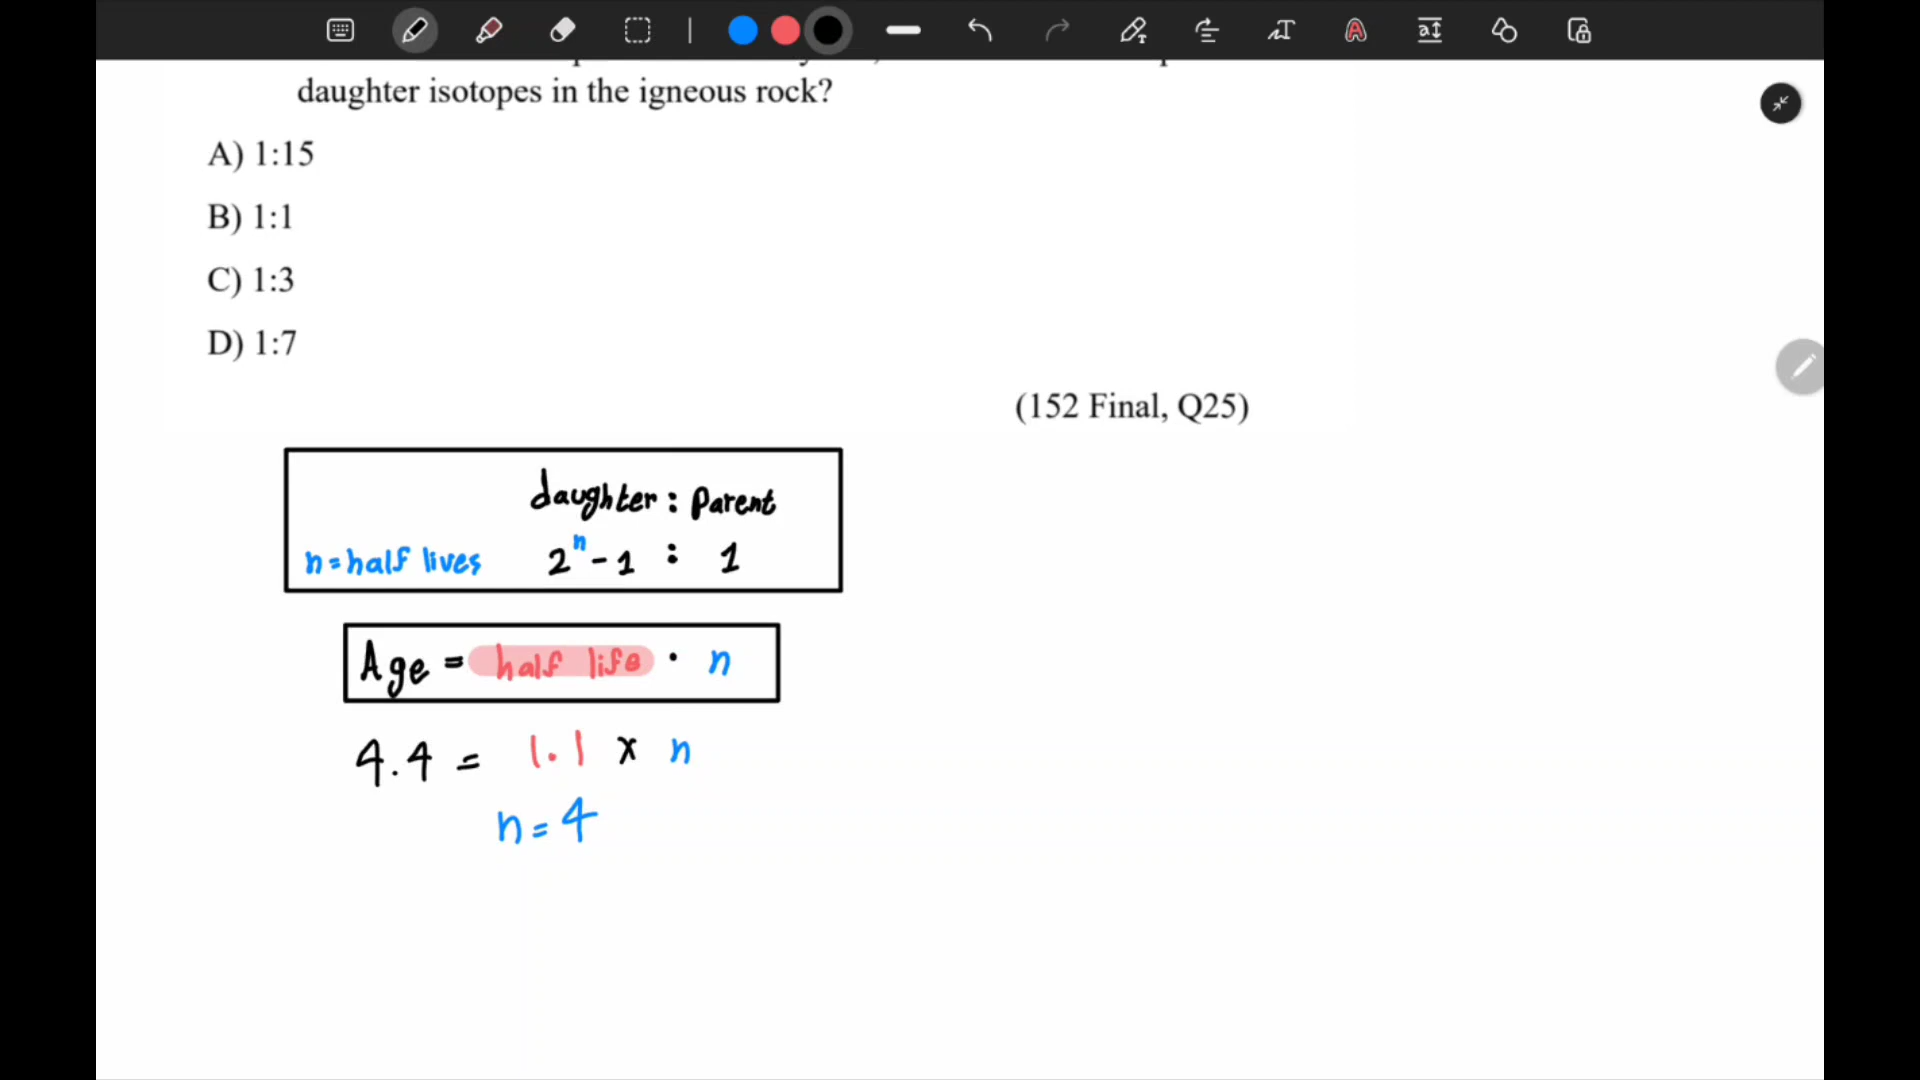 daughter isotopes in the igneous rock?
A) 1:15
B) 1:1
C) 1:3
D) 1:7
(152 Final, Q25)
daughter : Parent
n = half lives 2^n - 1 : 1
Age = half life · n
4.4 = 1.1 x n
n = 4